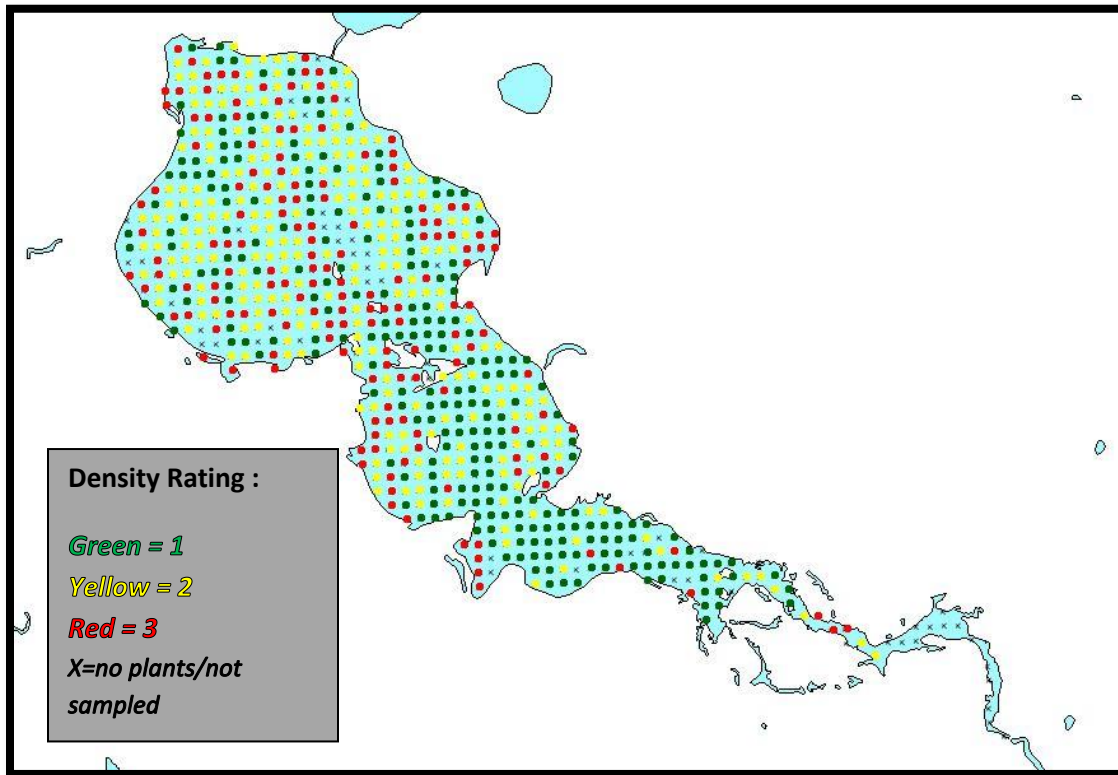 Density Rating :
Green = 1
Yellow = 2
Red = 3
X=no plants/not
sampled